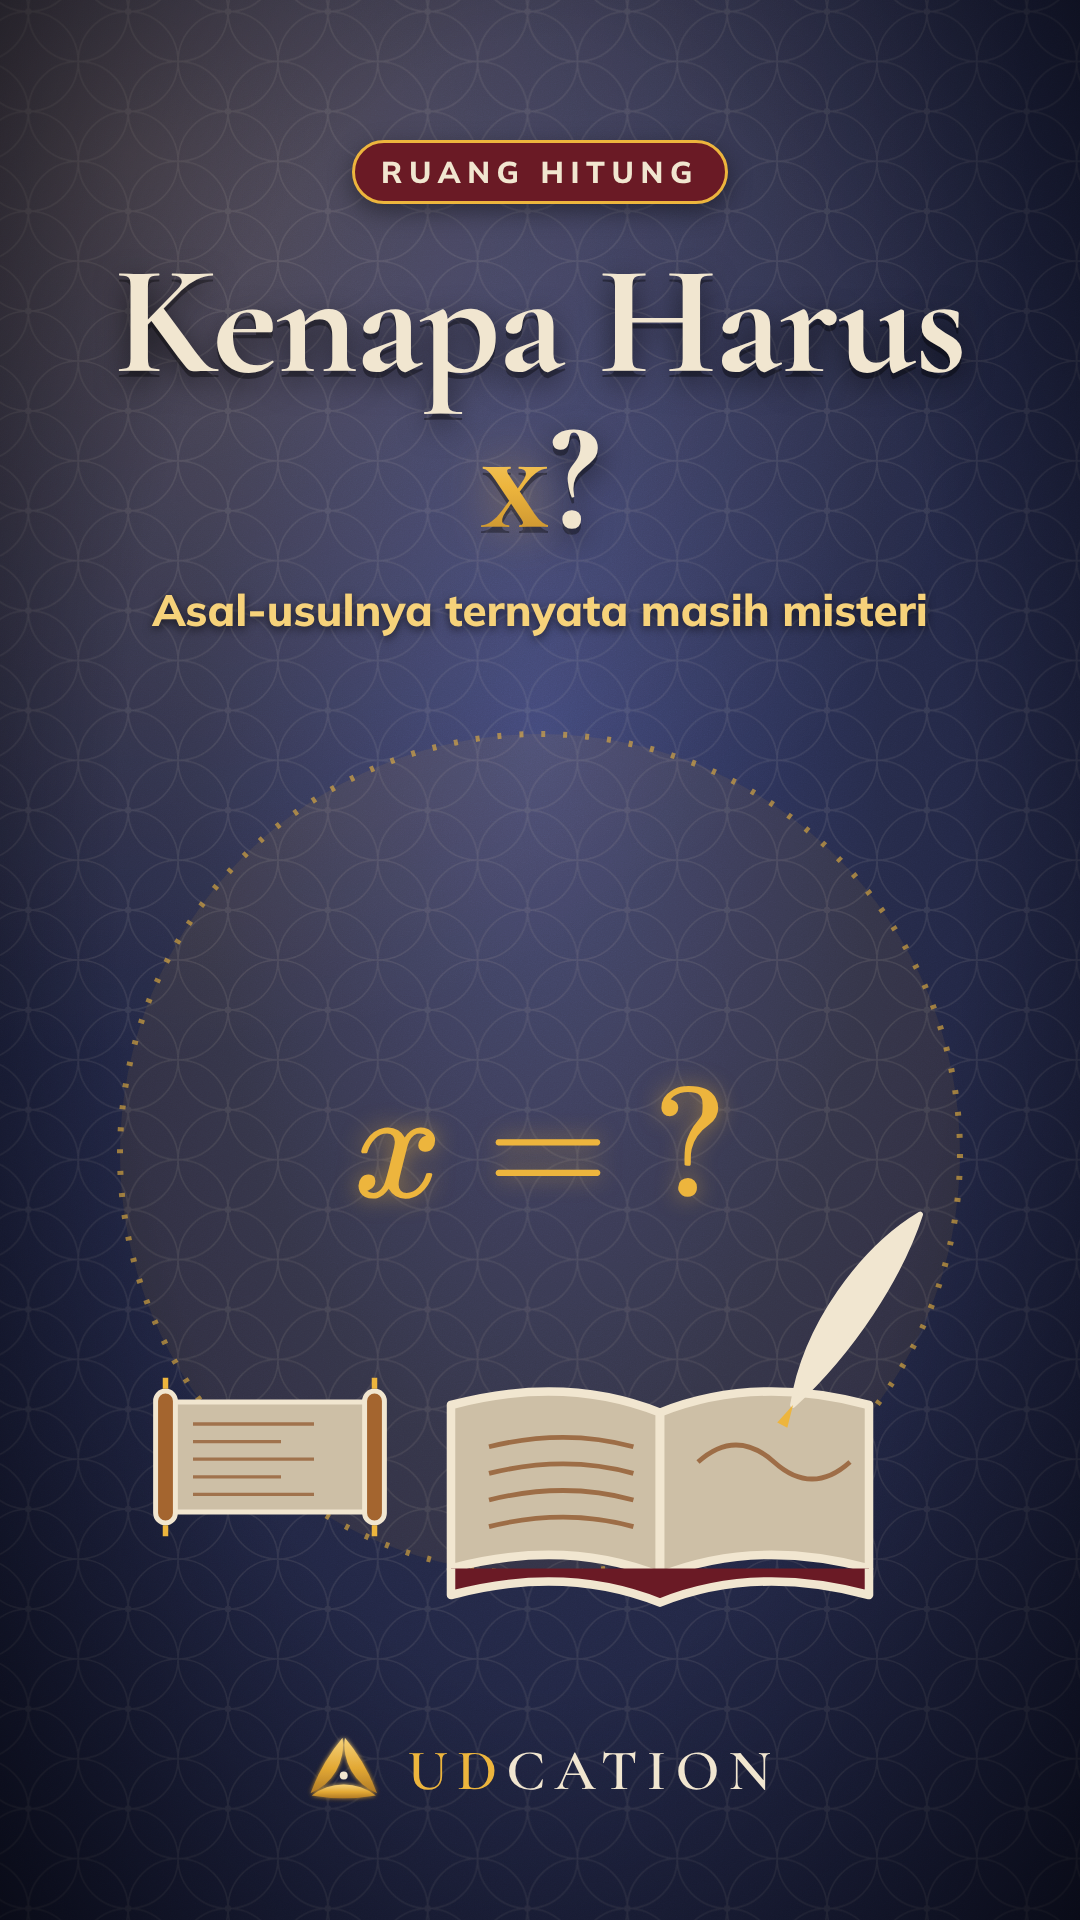 RUANG HITUNG
Kenapa Harus
x?
Asal-usulnya ternyata masih misteri
x = ?
UDCATION